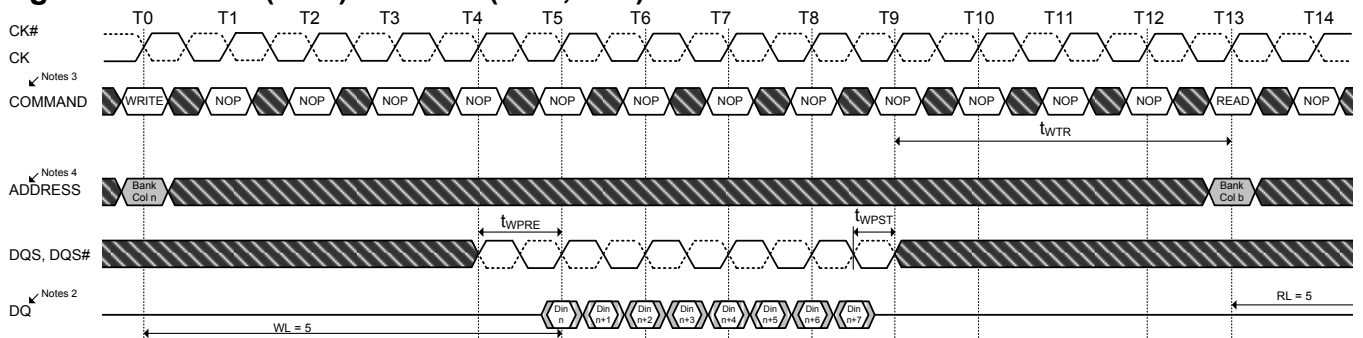 T0 T1 T2 T3 T4 T5 T6 T7 T8 T9 T10 T11 T12 T13 T14
CK#
CK
Notes 3
COMMAND WRITE NOP NOP NOP NOP NOP NOP NOP NOP NOP NOP NOP NOP READ NOP
tWTR
Notes 4
ADDRESS Bank Col n Bank Col b
tWPRE tWPST
DQS, DQS#
Notes 2
DQ Din n Din n+1 Din n+2 Din n+3 Din n+4 Din n+5 Din n+6 Din n+7
RL = 5
WL = 5